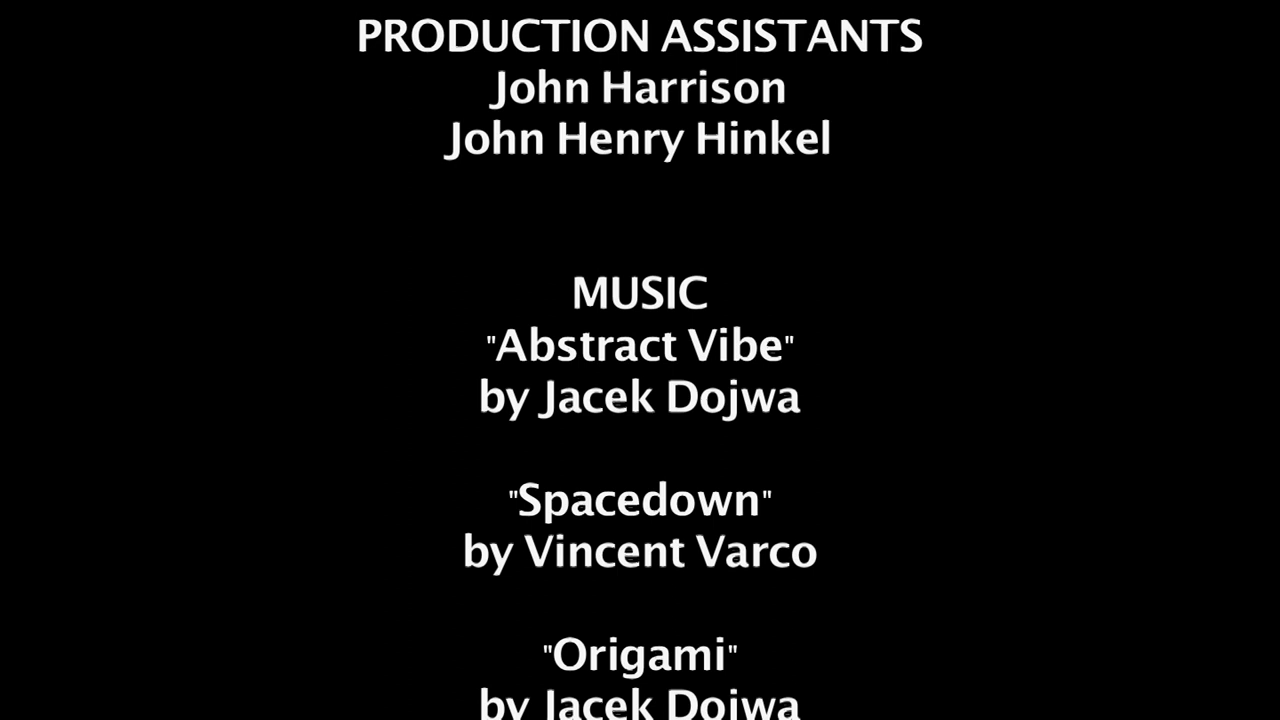 PRODUCTION ASSISTANTS
John Harrison
John Henry Hinkel
MUSIC
"Abstract Vibe"
by Jacek Dojwa
"Spacedown"
by Vincent Varco
"Origami"
by Jacek Dojwa